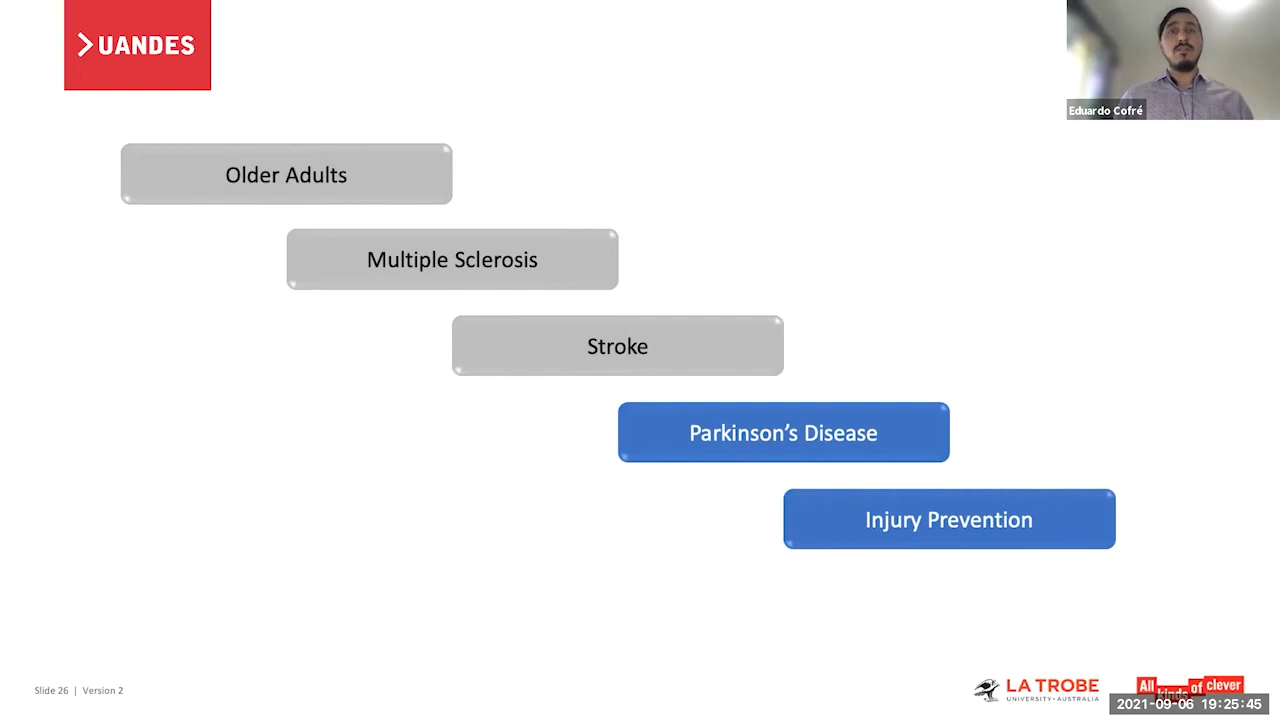 UANDES
Eduardo Cofré
Older Adults
Multiple Sclerosis
Stroke
Parkinson's Disease
Injury Prevention
Slide 26 | Version 2
LA TROBE
UNIVERSITY • AUSTRALIA
All kinds of clever
2021-09-06 19:25:45